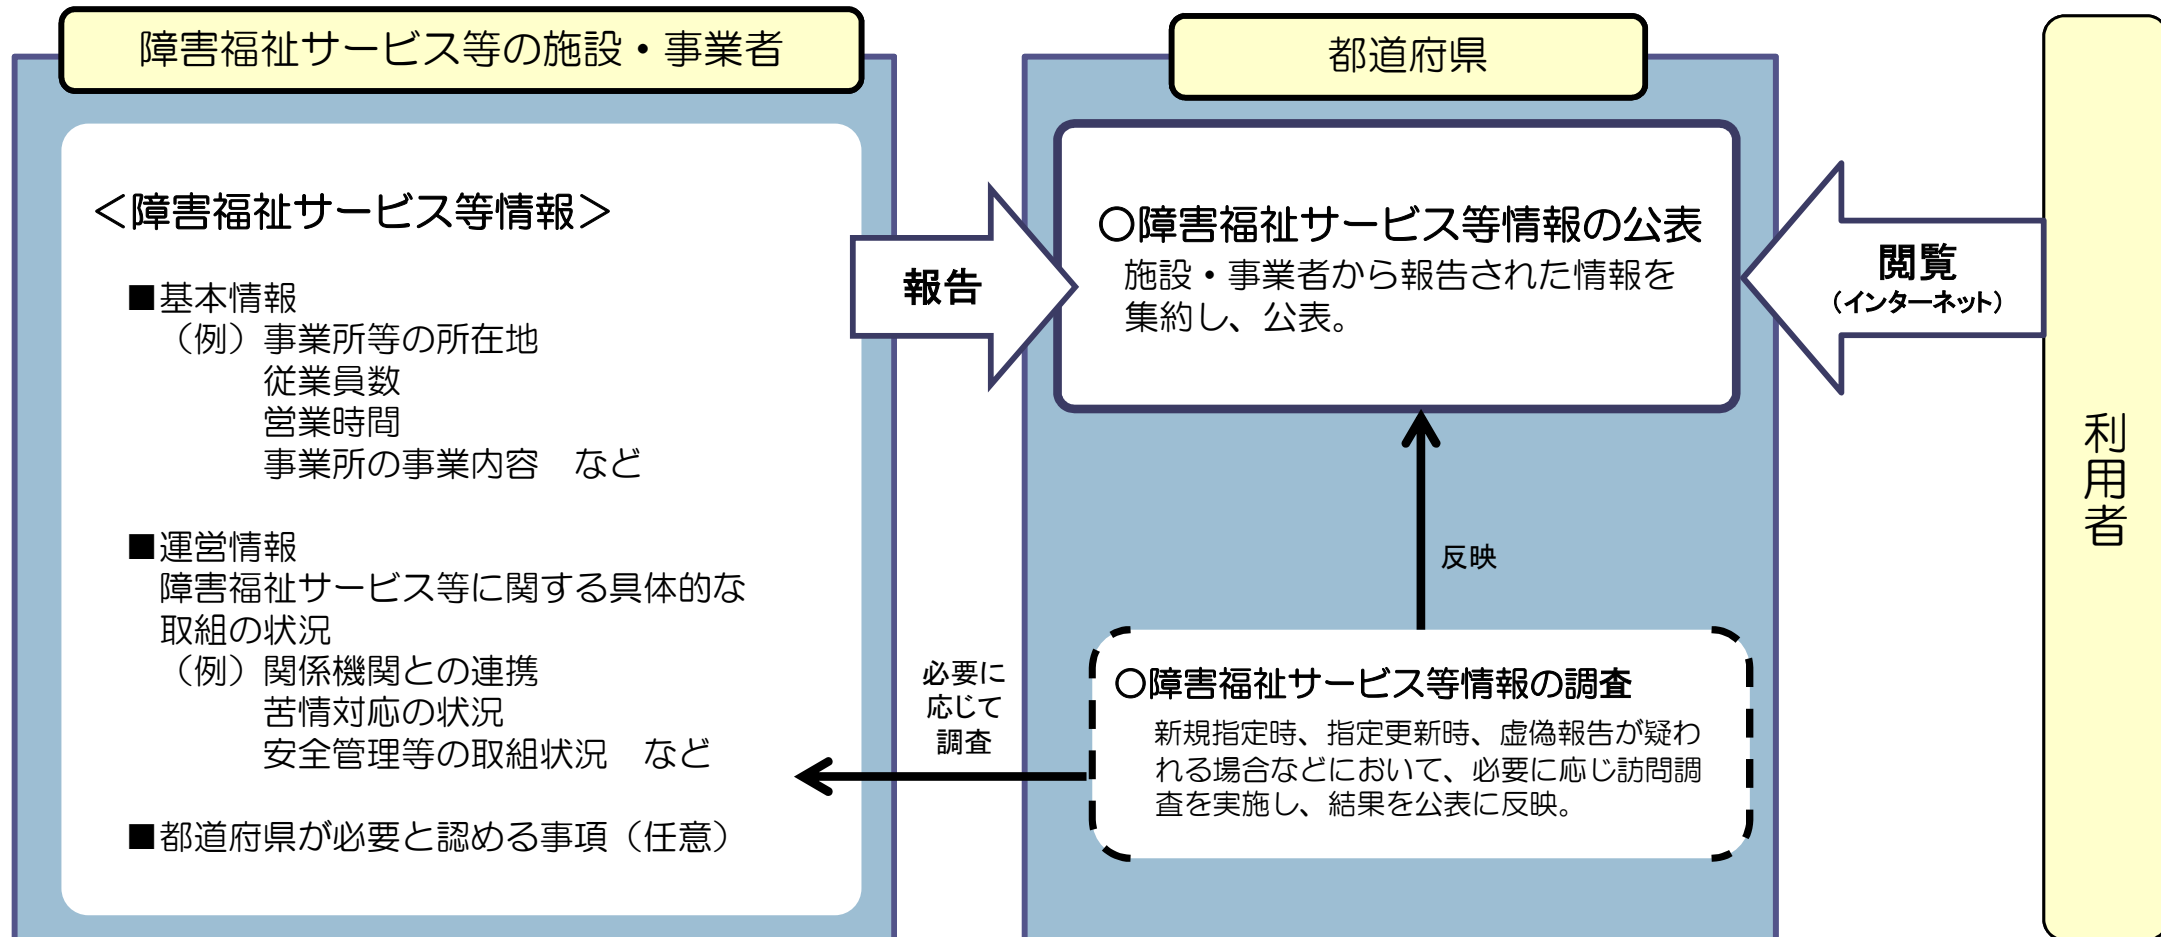 障害福祉サービス等の施設・事業者
＜障害福祉サービス等情報＞
■基本情報
（例）事業所等の所在地
従業員数
営業時間
事業所の事業内容　など
■運営情報
障害福祉サービス等に関する具体的な
取組の状況
（例）関係機関との連携
苦情対応の状況
安全管理等の取組状況　など
■都道府県が必要と認める事項（任意）
報告
必要に
応じて
調査
都道府県
○障害福祉サービス等情報の公表
施設・事業者から報告された情報を
集約し、公表。
反映
○障害福祉サービス等情報の調査
新規指定時、指定更新時、虚偽報告が疑わ
れる場合などにおいて、必要に応じ訪問調
査を実施し、結果を公表に反映。
閲覧
（インターネット）
利用者